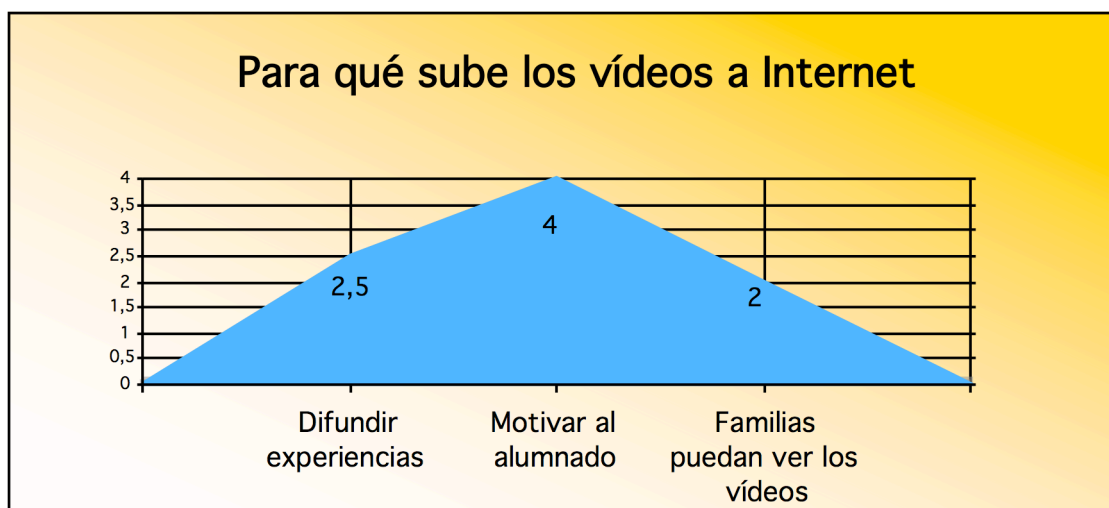 Para qué sube los vídeos a Internet
4
3,5
3
2,5
2
1,5
1
0,5
0
2,5
4
2
Difundir
experiencias
Motivar al
alumnado
Familias
puedan ver los
vídeos